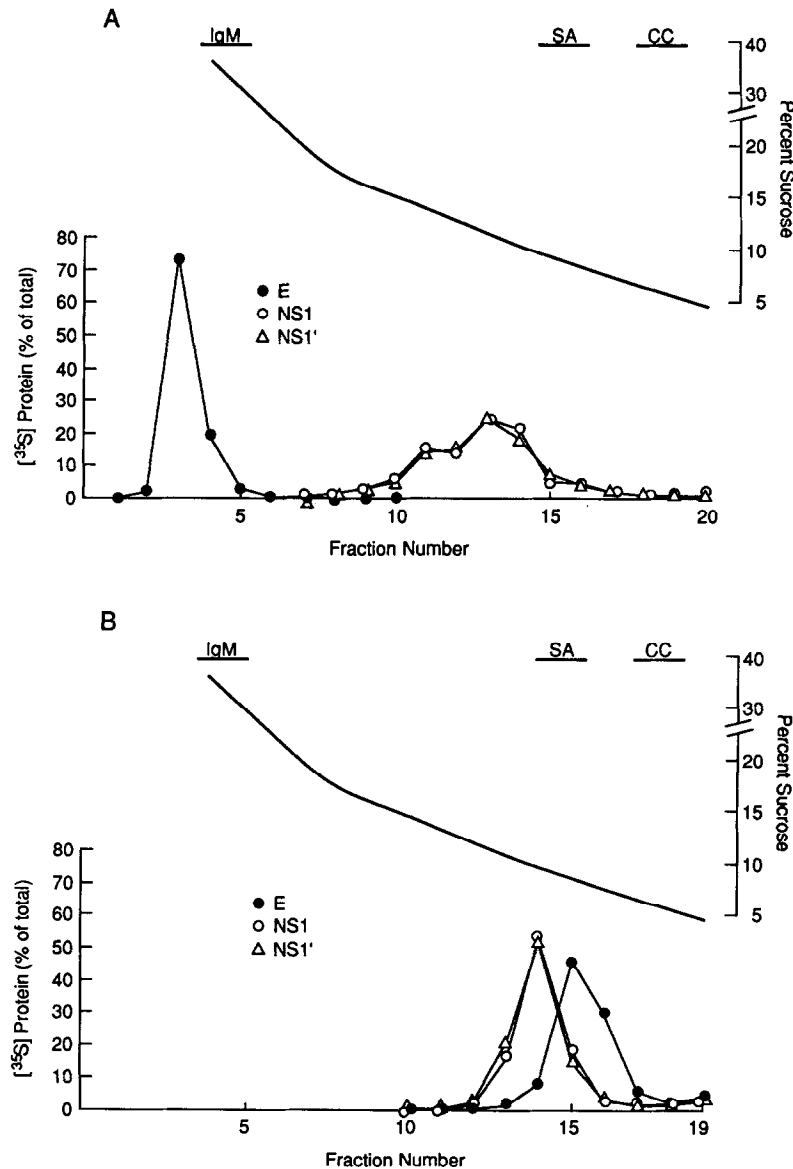 A
IgM
SA
CC
40
30
20
15
10
5
Percent Sucrose
80
70
60
50
40
30
20
10
0
[³⁵S] Protein (% of total)
E
NS1
NS1'
5
10
15
20
Fraction Number
B
IgM
SA
CC
40
30
20
15
10
5
Percent Sucrose
80
70
60
50
40
30
20
10
0
[³⁵S] Protein (% of total)
E
NS1
NS1'
5
10
15
19
Fraction Number